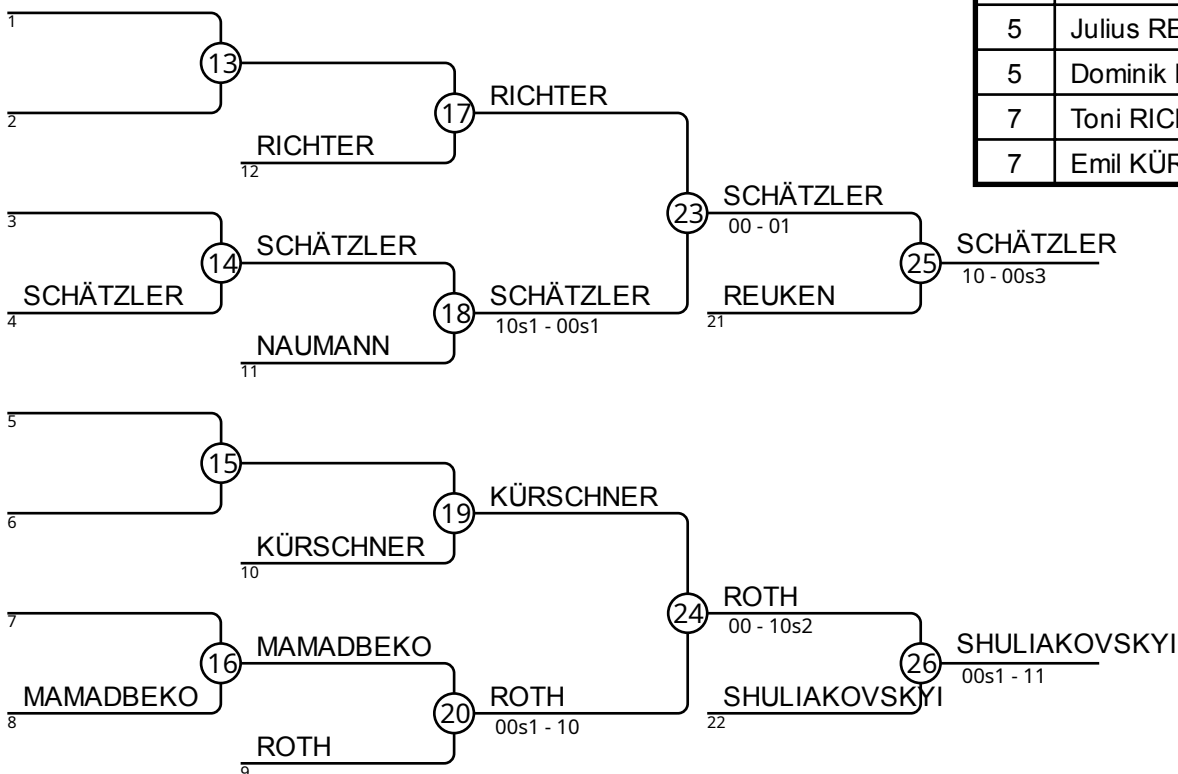 5 Julius RE
5 Dominik
7 Toni RICH
7 Emil KÜR
1
13
2
17
RICHTER
RICHTER
12
3
14
SCHÄTZLER
SCHÄTZLER
4
18
SCHÄTZLER
10s1 - 00s1
NAUMANN
11
23
SCHÄTZLER
00 - 01
25
SCHÄTZLER
10 - 00s3
REUKEN
21
5
15
6
19
KÜRSCHNER
KÜRSCHNER
10
7
16
MAMADBEKO
MAMADBEKO
8
20
ROTH
00s1 - 10
ROTH
9
24
ROTH
00 - 10s2
26
SHULIAKOVSKYI
00s1 - 11
SHULIAKOVSKYI
22